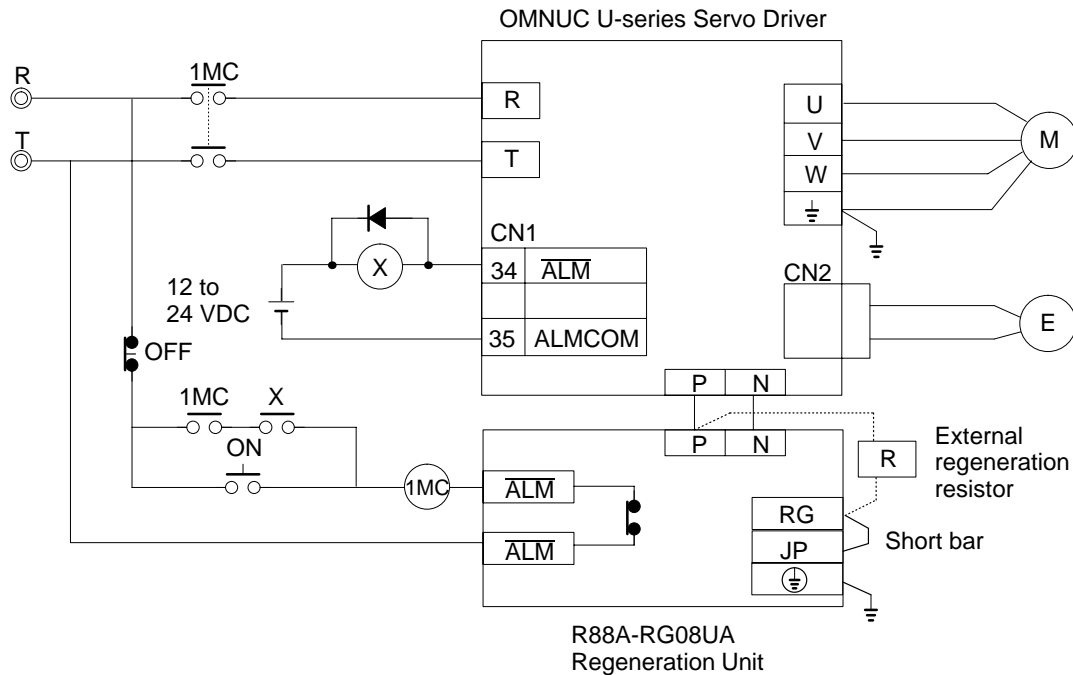 OMNUC U-series Servo Driver
R
1MC
R
U
T
T
V
M
W
CN1
34 ALM
X
CN2
12 to
24 VDC
35 ALMCOM
E
OFF
P N
1MC X
P N
ON
R
External
regeneration
resistor
1MC
ALM
RG
ALM
JP
Short bar
R88A-RG08UA
Regeneration Unit